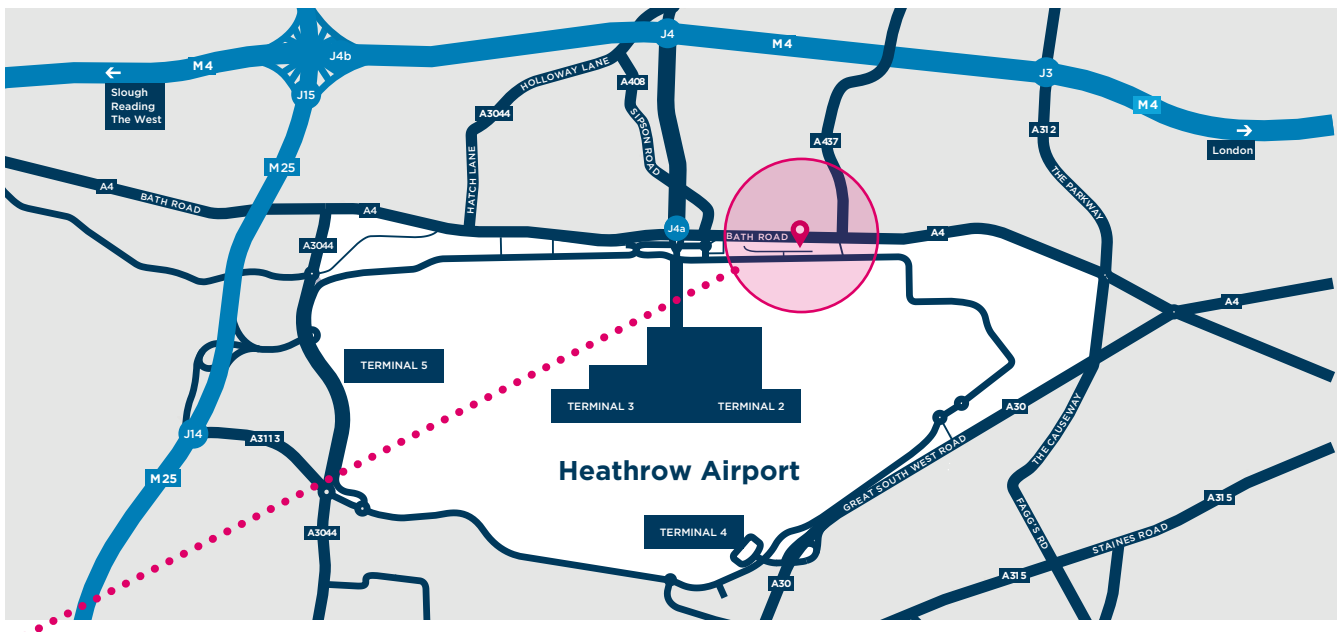 J4
M4
J4b
M4
J3
HOLLOWAY LANE
M4
Slough
Reading
The West
A408
J15
M4
A3044
SIPSON ROAD
A437
A312
London
M25
HATCH LANE
THE PARKWAY
A4
BATH ROAD
A4
J4a
BATH ROAD
A4
A3044
A4
TERMINAL 5
TERMINAL 3
TERMINAL 2
A30
THE CAUSEWAY
J14
A3113
Heathrow Airport
GREAT SOUTH WEST ROAD
M25
A315
FAGG'S RD
A3044
TERMINAL 4
STAINES ROAD
A30
A315